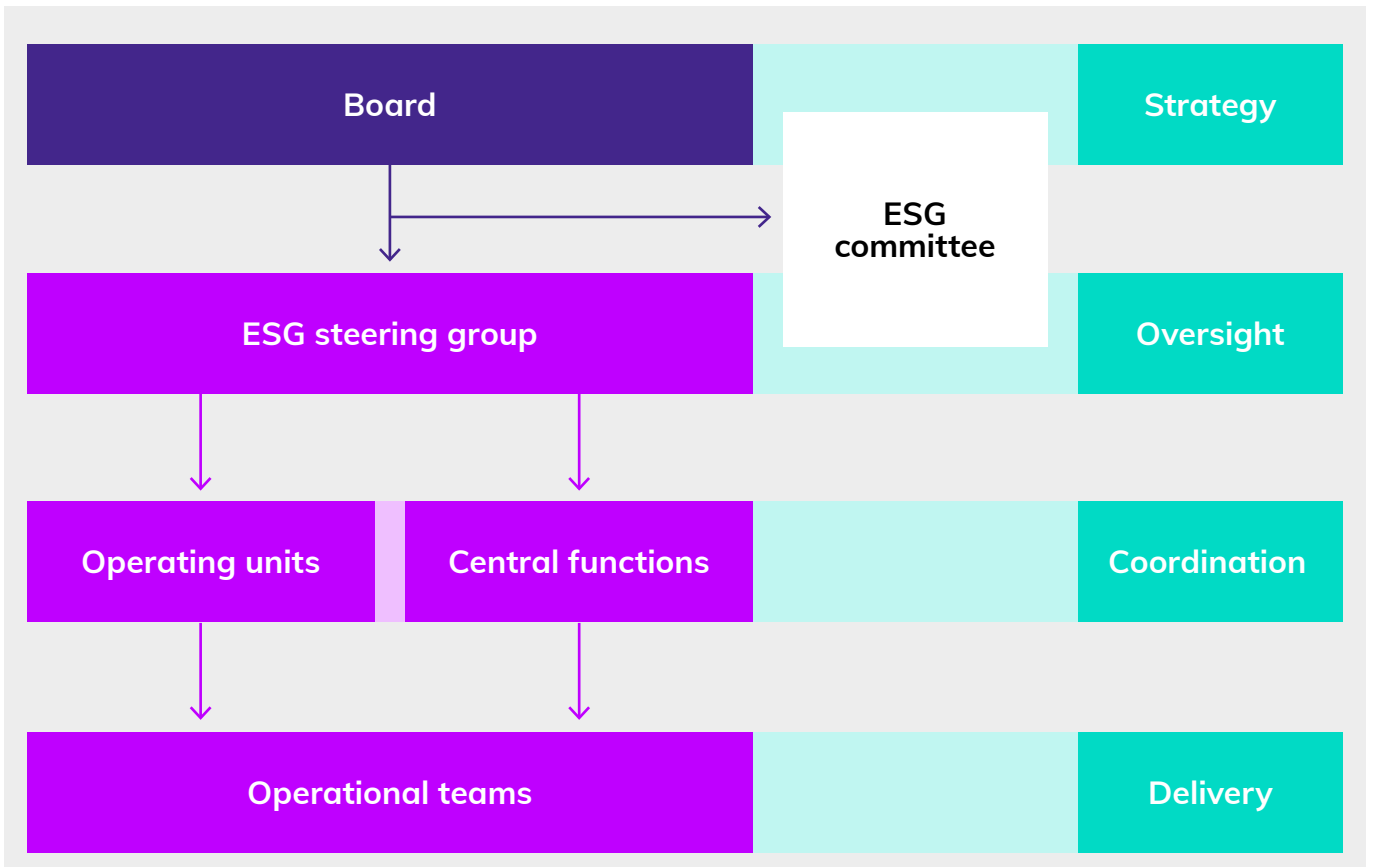 Board
Strategy
ESG
committee
ESG steering group
Oversight
Operating units
Central functions
Coordination
Operational teams
Delivery